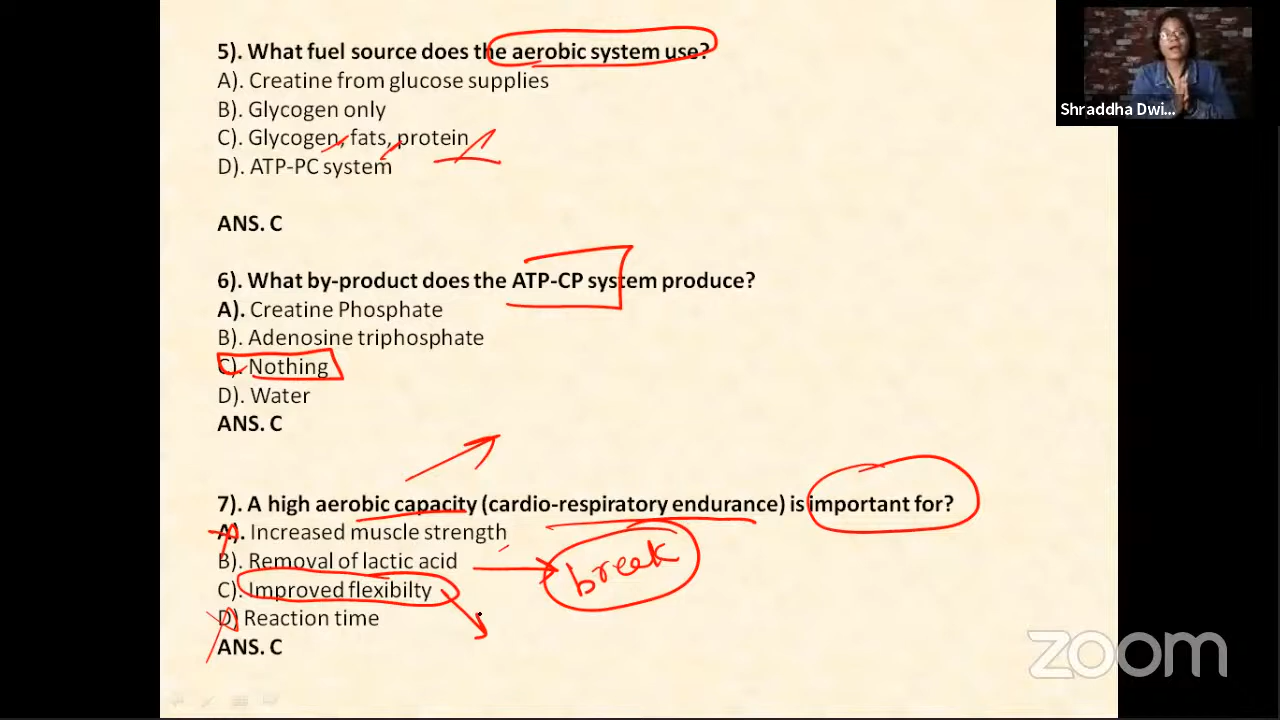 5). What fuel source does the aerobic system use?
A). Creatine from glucose supplies
B). Glycogen only
C). Glycogen, fats, protein
D). ATP-PC system
ANS. C
6). What by-product does the ATP-CP system produce?
A). Creatine Phosphate
B). Adenosine triphosphate
C). Nothing
D). Water
ANS. C
7). A high aerobic capacity (cardio-respiratory endurance) is important for?
A). Increased muscle strength
B). Removal of lactic acid
break
C). Improved flexibilty
D) Reaction time
ANS. C
Shraddha Dwi...
zoom